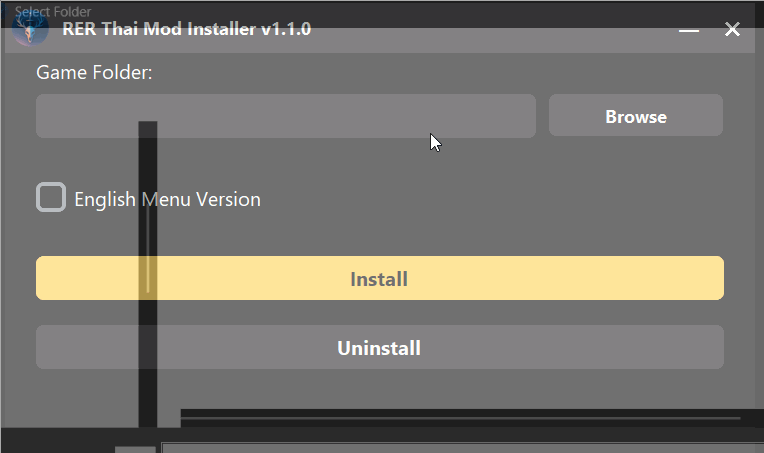 Select Folder
RER Thai Mod Installer v1.1.0
Game Folder:
Browse
English Menu Version
Install
Uninstall